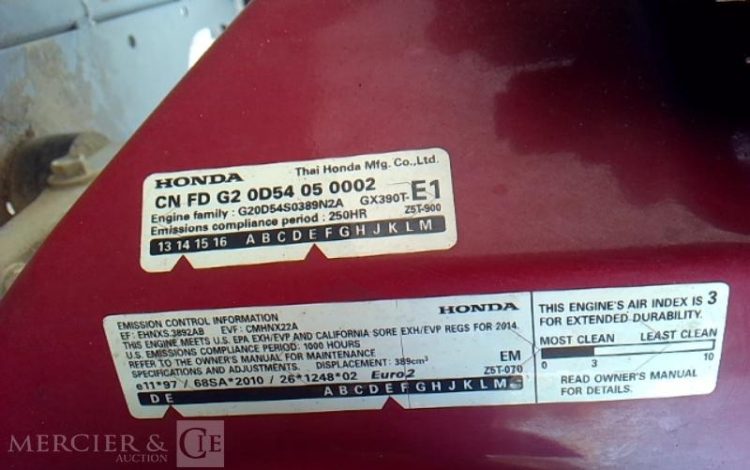 HONDA Thai Honda Mfg. Co.,Ltd.
CN FD G2 0D54 05 0002
Engine family : G20D54S0389N2A GX390T-E1
Emissions compliance period : 250HR Z5T-900
13 14 15 16 A B C D E F G H J K L M
EMISSION CONTROL INFORMATION HONDA
EF: EHNXS.3892AB EVF: CMHNX22A
THIS ENGINE MEETS U.S. EPA EXH/EVP AND CALIFORNIA SORE EXH/EVP REGS FOR 2014.
U.S. EMISSIONS COMPLIANCE PERIOD: 1000 HOURS
REFER TO THE OWNER'S MANUAL FOR MAINTENANCE EM
SPECIFICATIONS AND ADJUSTMENTS. DISPLACEMENT: 389cm³ Z5T-070
e11*97 / 68SA*2010 / 26*1248*02 Euro2
D E A B C D E F G H J K L M
THIS ENGINE'S AIR INDEX IS 3
FOR EXTENDED DURABILITY.
MOST CLEAN LEAST CLEAN
0 3 10
READ OWNER'S MANUAL
FOR DETAILS.
MERCIER & CIE
AUCTION